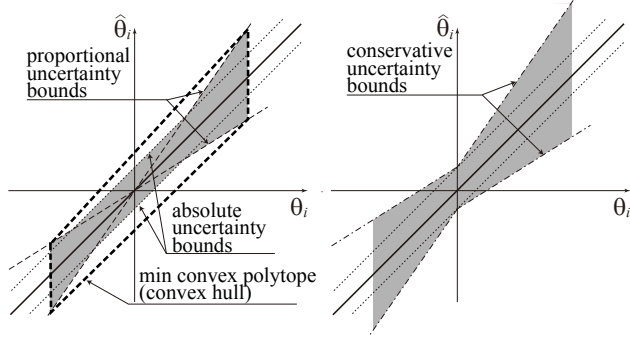 θ̂i
proportional
uncertainty
bounds
θi
absolute
uncertainty
bounds
min convex polytope
(convex hull)
θ̂i
conservative
uncertainty
bounds
θi